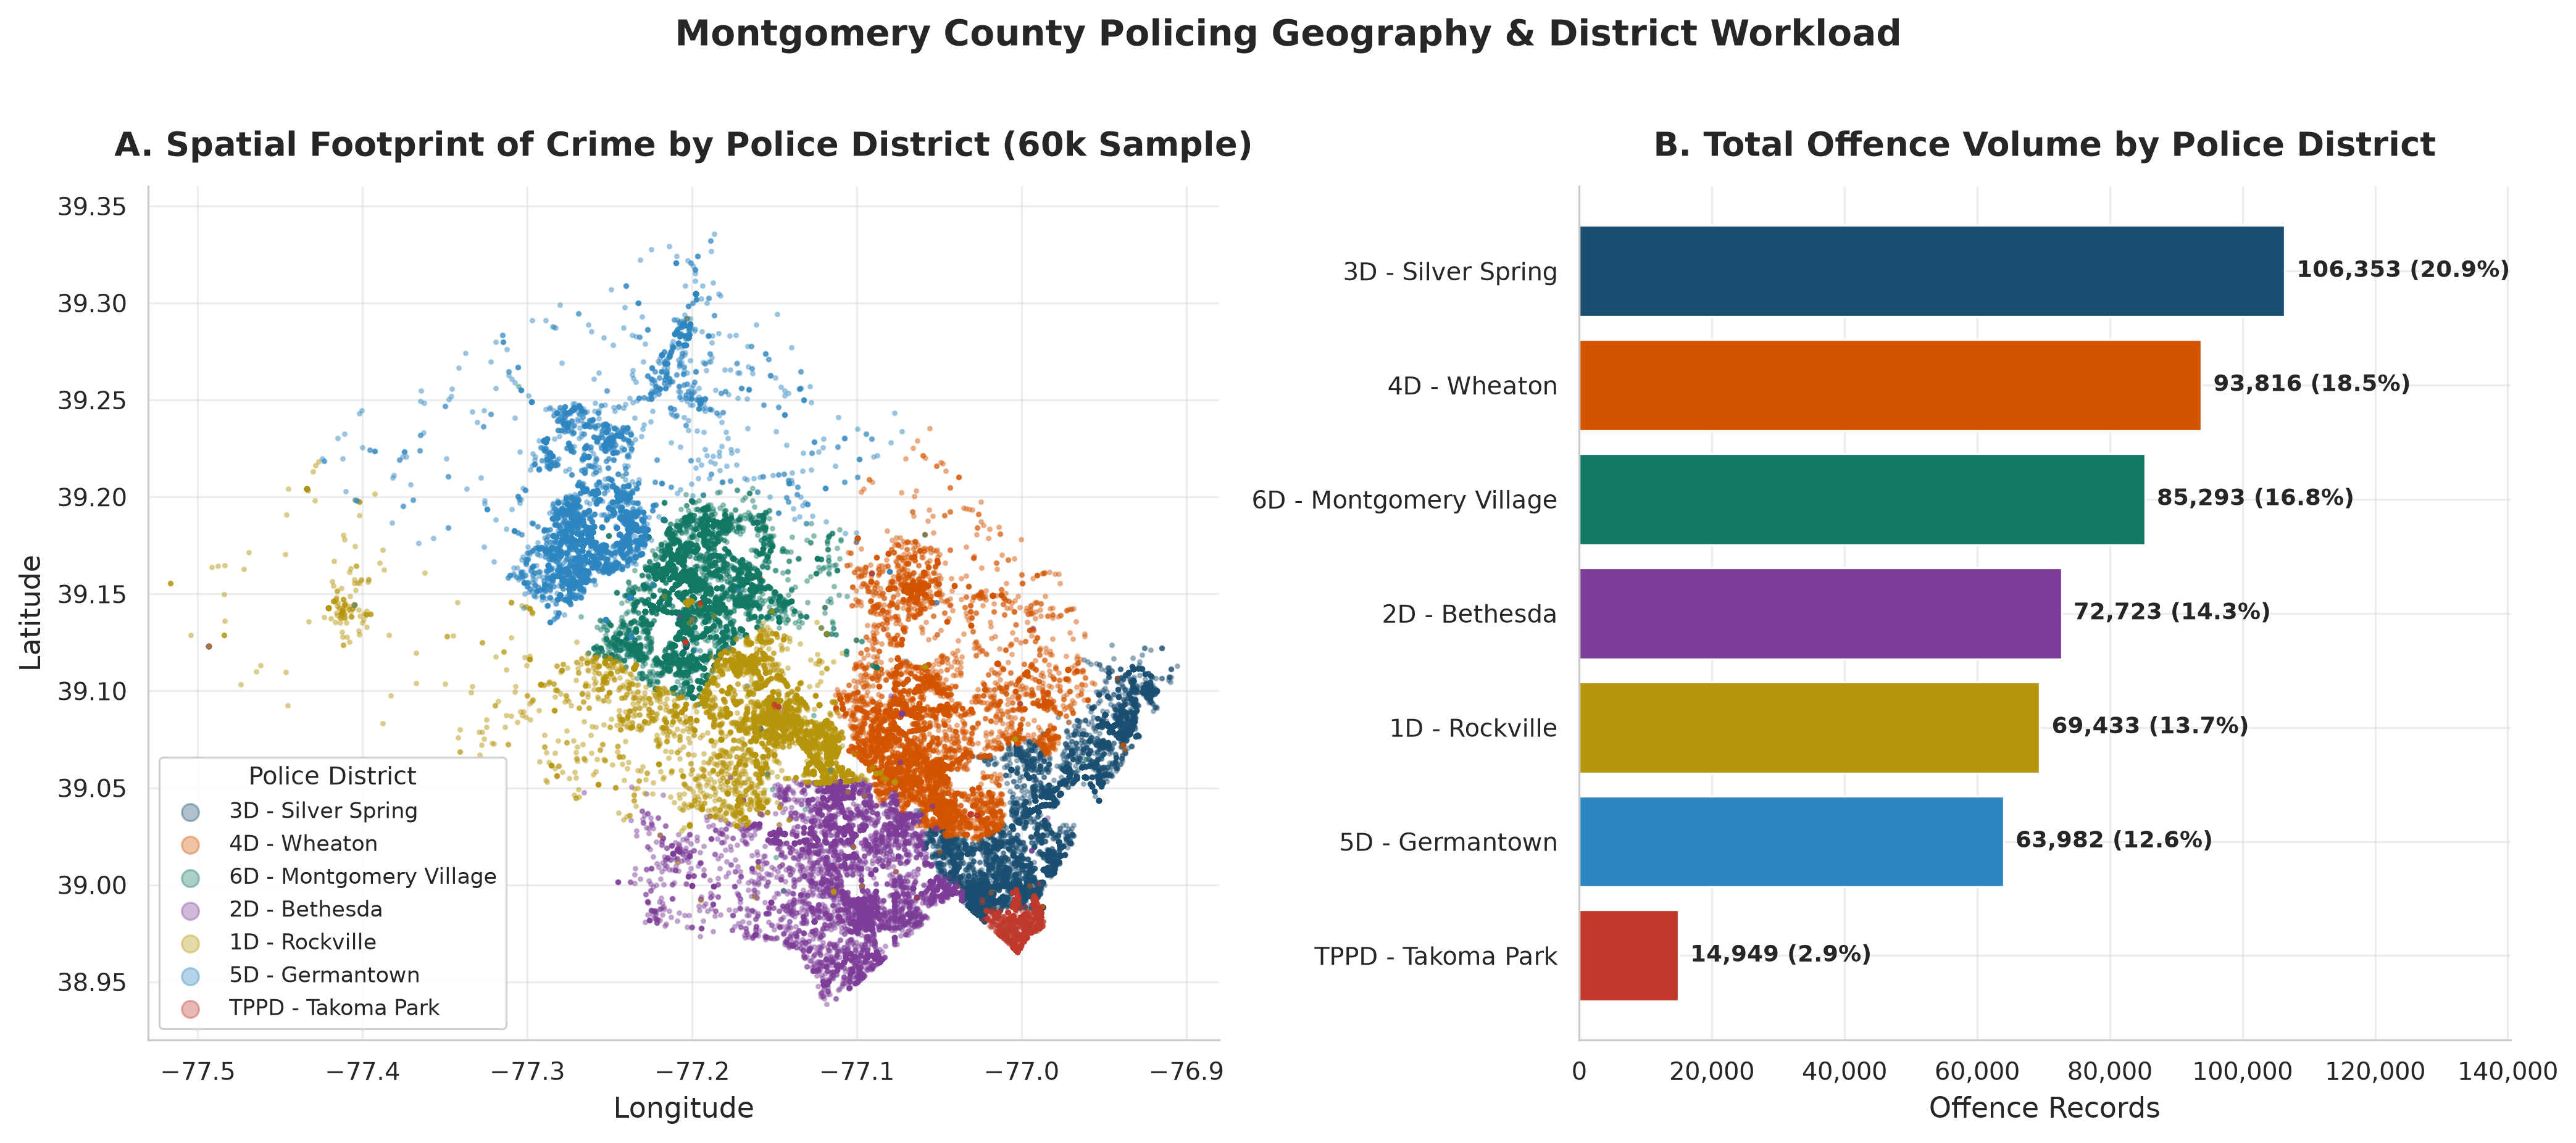 Montgomery County Policing Geography & District Workload
A. Spatial Footprint of Crime by Police District (60k Sample)
39.35
39.30
39.25
39.20
39.15
39.10
39.05
39.00
38.95
Latitude
Police District
3D - Silver Spring
4D - Wheaton
6D - Montgomery Village
2D - Bethesda
1D - Rockville
5D - Germantown
TPPD - Takoma Park
−77.5 −77.4 −77.3 −77.2 −77.1 −77.0 −76.9
Longitude
B. Total Offence Volume by Police District
3D - Silver Spring 106,353 (20.9%)
4D - Wheaton 93,816 (18.5%)
6D - Montgomery Village 85,293 (16.8%)
2D - Bethesda 72,723 (14.3%)
1D - Rockville 69,433 (13.7%)
5D - Germantown 63,982 (12.6%)
TPPD - Takoma Park 14,949 (2.9%)
0 20,000 40,000 60,000 80,000 100,000 120,000 140,000
Offence Records